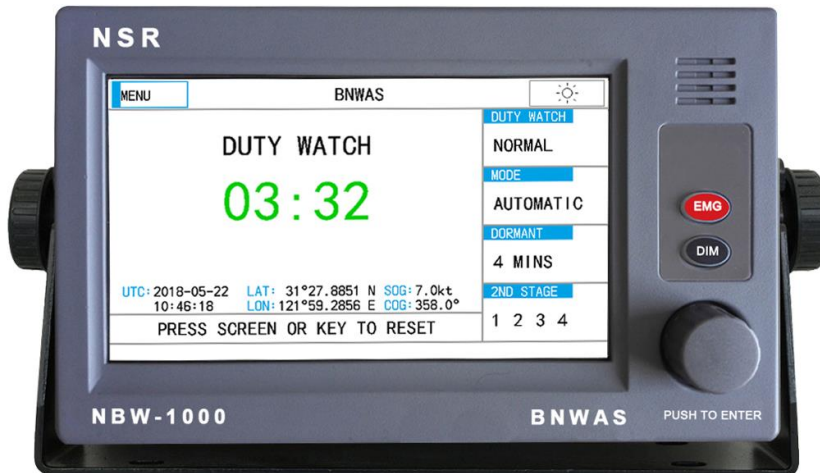 NSR
MENU BNWAS
DUTY WATCH
03:32
UTC: 2018-05-22 LAT: 31°27.8851 N SOG: 7.0kt
10:46:18 LON: 121°59.2856 E COG: 358.0°
PRESS SCREEN OR KEY TO RESET
DUTY WATCH
NORMAL
MODE
AUTOMATIC
DORMANT
4 MINS
2ND STAGE
1 2 3 4
EMG
DIM
NBW-1000
BNWAS
PUSH TO ENTER